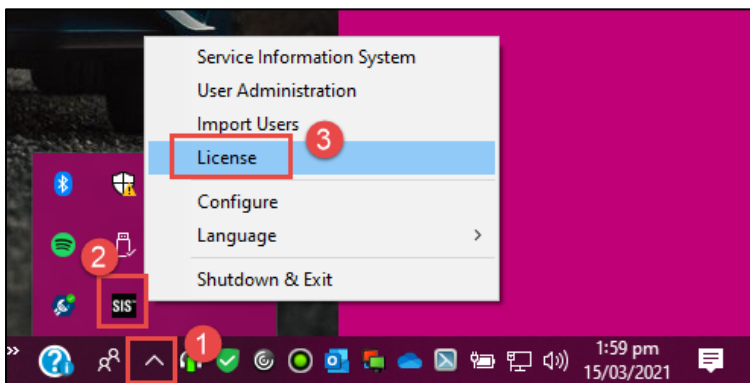 Service Information System
User Administration
Import Users
3
License
Configure
Language
2
Shutdown & Exit
SIS™
1
1:59 pm
15/03/2021